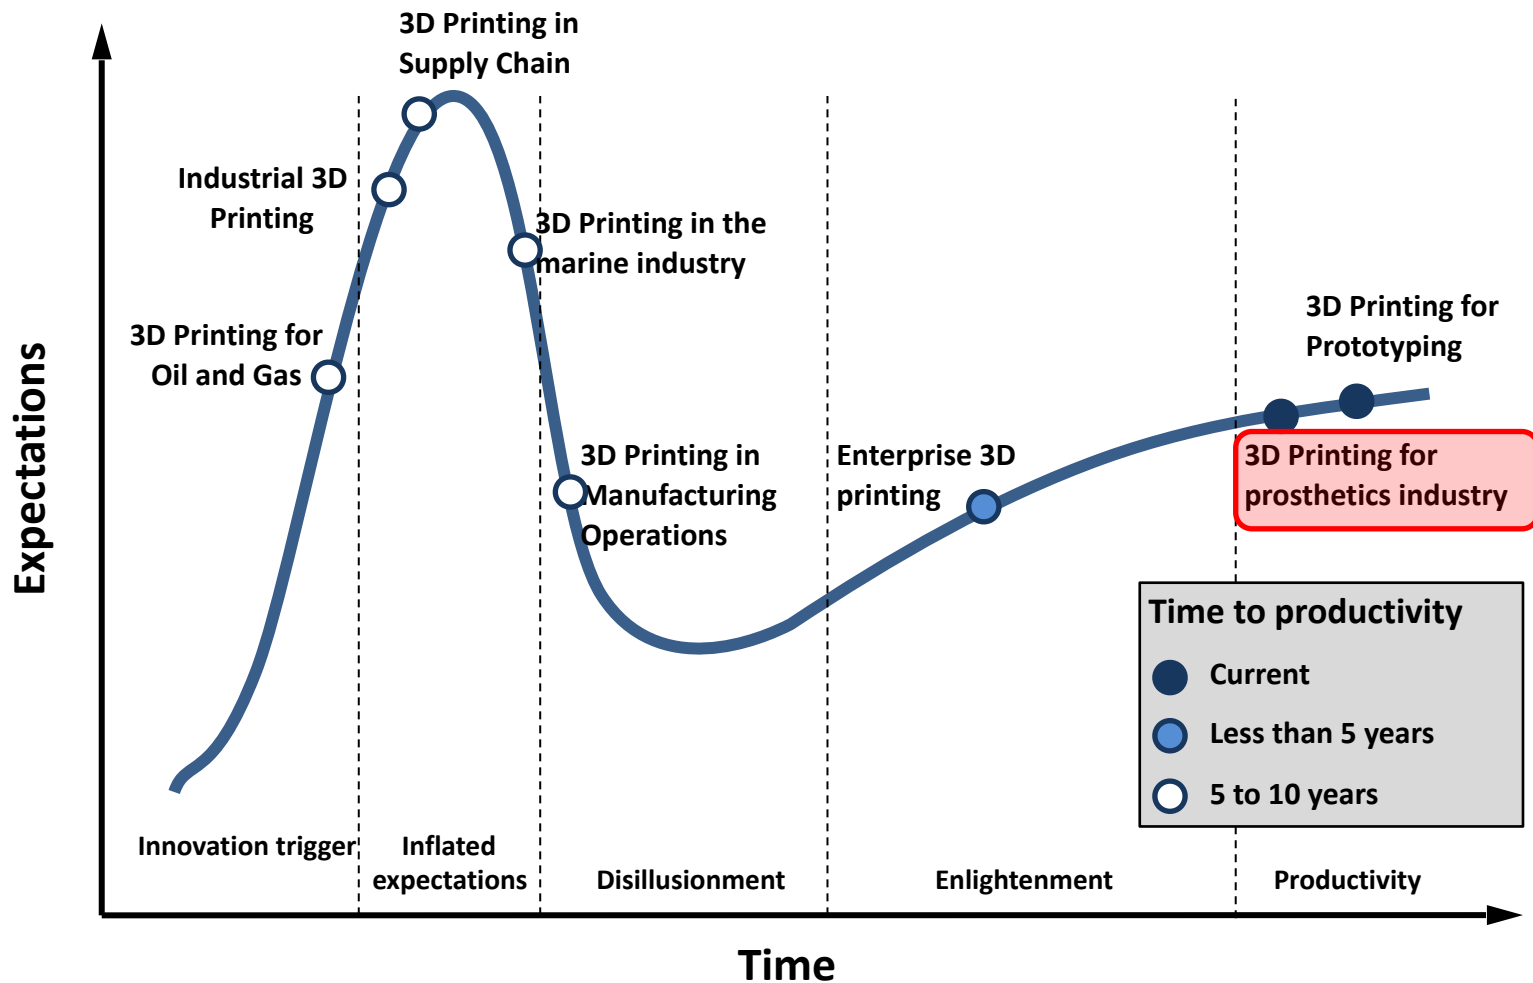 3D Printing in
Supply Chain
Industrial 3D
Printing
3D Printing in the
marine industry
3D Printing for
Oil and Gas
3D Printing for
Prototyping
3D Printing in
Manufacturing
Operations
Enterprise 3D
printing
3D Printing for
prosthetics industry
Expectations
Time to productivity
Current
Less than 5 years
5 to 10 years
Innovation trigger
Inflated
expectations
Disillusionment
Enlightenment
Productivity
Time